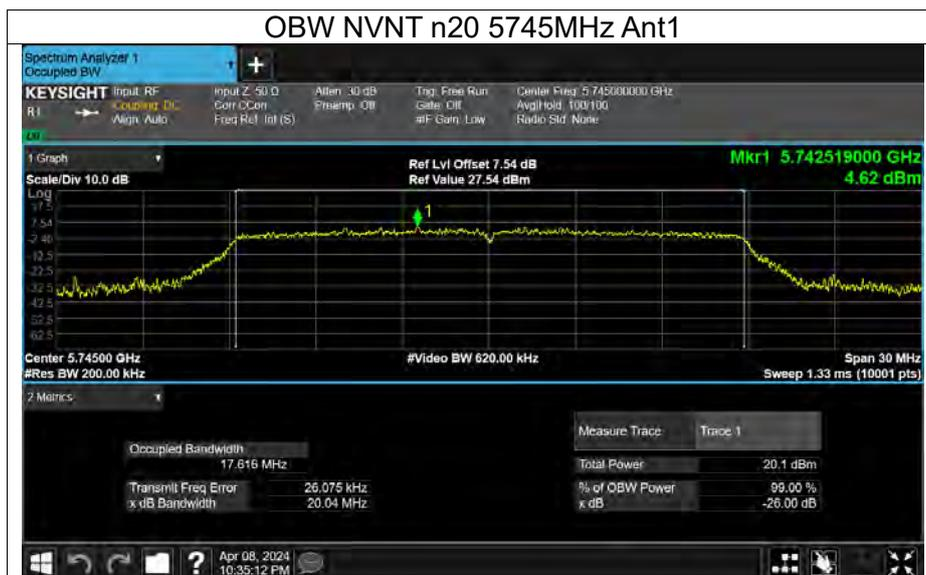 OBW NVNT n20 5745MHz Ant1
Spectrum Analyzer 1
Occupied BW
+
KEYSIGHT Input: RF Input Z: 50 Ω Atten: 30 dB Trig: Free Run Center Freq: 5.745000000 GHz
Coupling: DC Corr CCorr Preamp: Off Gate: Off Avg|Hold: 100/100
Align: Auto Freq Ref: Int (S) #IF Gain: Low Radio Std: None
1 Graph Ref Lvl Offset 7.54 dB Mkr1 5.742519000 GHz
Scale/Div 10.0 dB Ref Value 27.54 dBm 4.62 dBm
Log
17.5
7.54
1
-2.46
-12.5
-22.5
-32.5
-42.5
-52.5
-62.5
Center 5.74500 GHz #Video BW 620.00 kHz Span 30 MHz
#Res BW 200.00 kHz Sweep 1.33 ms (10001 pts)
2 Metrics
Measure Trace Trace 1
Occupied Bandwidth
17.616 MHz Total Power 20.1 dBm
Transmit Freq Error 26.075 kHz % of OBW Power 99.00 %
x dB Bandwidth 20.04 MHz x dB -26.00 dB
? Apr 08, 2024
10:35:12 PM